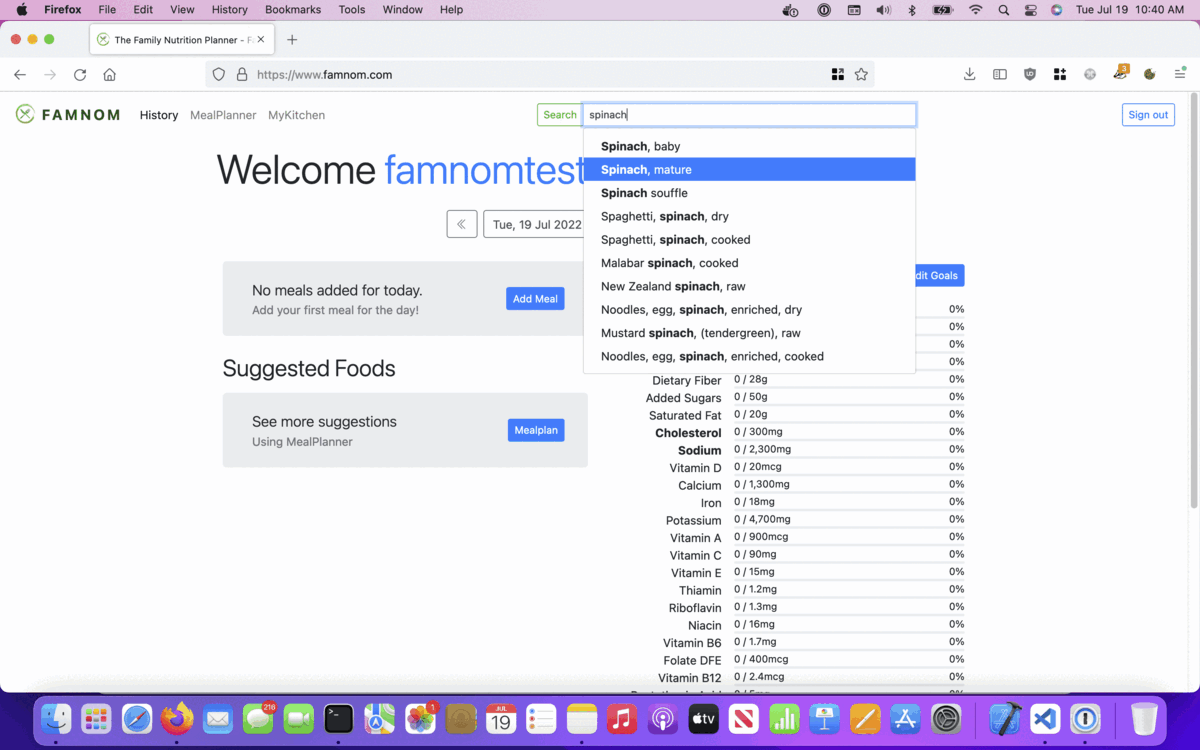 Firefox File Edit View History Bookmarks Tools Window Help Tue Jul 19 10:40 AM
The Family Nutrition Planner - F
https://www.famnom.com
3
FAMNOM History MealPlanner MyKitchen Search spinach Sign out
Spinach, baby
Welcome famnomtest
Spinach, mature
Spinach souffle
Spaghetti, spinach, dry
Tue, 19 Jul 2022
Spaghetti, spinach, cooked
Malabar spinach, cooked
dit Goals
No meals added for today.
Add your first meal for the day!
Add Meal
New Zealand spinach, raw
Noodles, egg, spinach, enriched, dry 0%
0%
Mustard spinach, (tendergreen), raw
0%
Noodles, egg, spinach, enriched, cooked
0%
Suggested Foods
See more suggestions
Using MealPlanner
Mealplan
Dietary Fiber 0 / 28g 0%
Added Sugars 0 / 50g 0%
Saturated Fat 0 / 20g 0%
Cholesterol 0 / 300mg 0%
Sodium 0 / 2,300mg 0%
Vitamin D 0 / 20mcg 0%
Calcium 0 / 1,300mg 0%
Iron 0 / 18mg 0%
Potassium 0 / 4,700mg 0%
Vitamin A 0 / 900mcg 0%
Vitamin C 0 / 90mg 0%
Vitamin E 0 / 15mg 0%
Thiamin 0 / 1.2mg 0%
Riboflavin 0 / 1.3mg 0%
Niacin 0 / 16mg 0%
Vitamin B6 0 / 1.7mg 0%
Folate DFE 0 / 400mcg 0%
Vitamin B12 0 / 2.4mcg 0%
216
1
JUL
19
tv